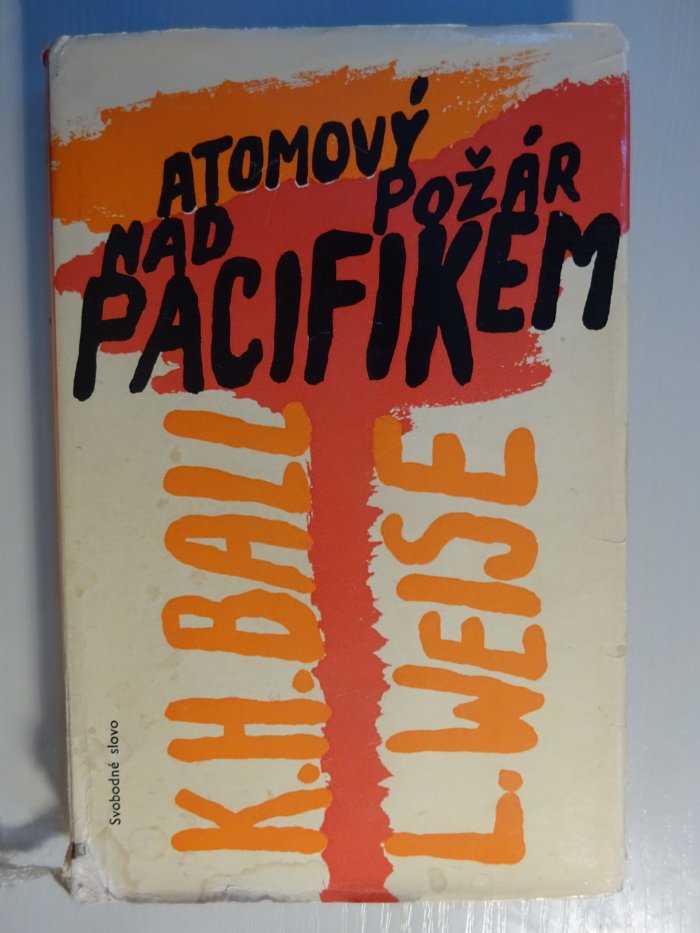 ATOMOVÝ
POŽÁR
NAD
PACIFIKEM
K.H.BALL
L.WEISE
Svobodné slovo